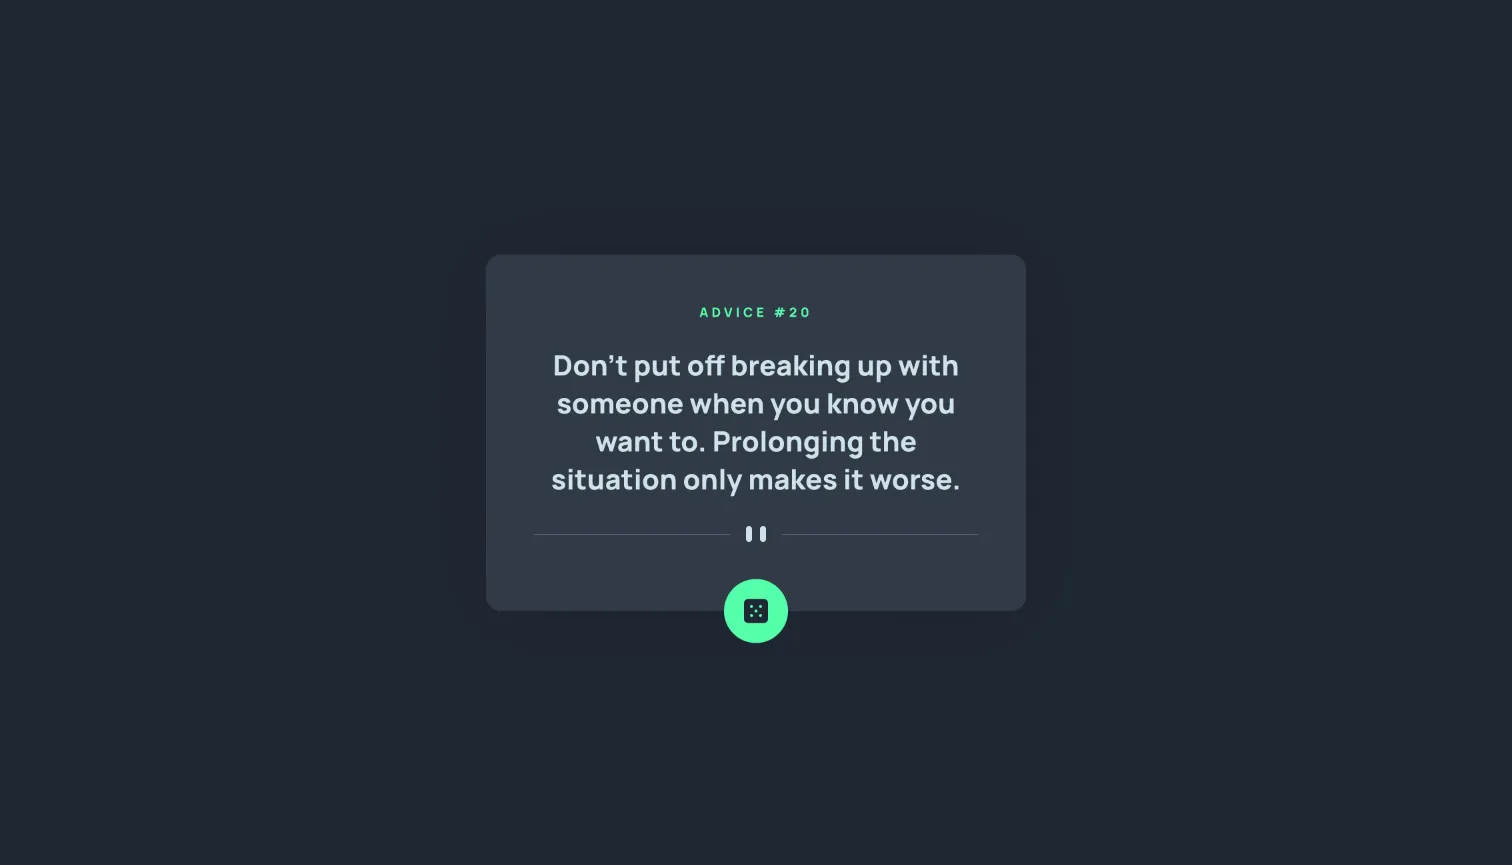 ADVICE #20
Don’t put off breaking up with
someone when you know you
want to. Prolonging the
situation only makes it worse.